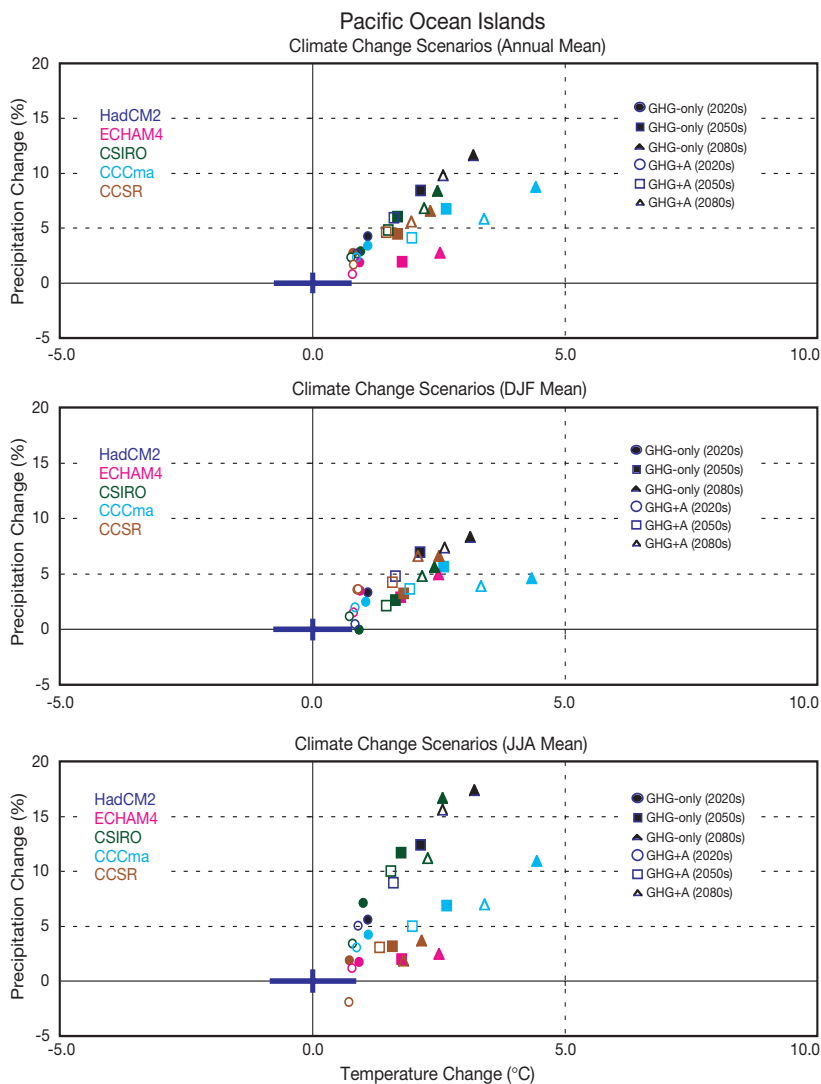 Pacific Ocean Islands
Climate Change Scenarios (Annual Mean)
20
15
10
5
0
-5
Precipitation Change (%)
HadCM2
ECHAM4
CSIRO
CCCma
CCSR
GHG-only (2020s)
GHG-only (2050s)
GHG-only (2080s)
GHG+A (2020s)
GHG+A (2050s)
GHG+A (2080s)
-5.0 0.0 5.0 10.0
Climate Change Scenarios (DJF Mean)
20
15
10
5
0
-5
Precipitation Change (%)
HadCM2
ECHAM4
CSIRO
CCCma
CCSR
GHG-only (2020s)
GHG-only (2050s)
GHG-only (2080s)
GHG+A (2020s)
GHG+A (2050s)
GHG+A (2080s)
-5.0 0.0 5.0 10.0
Climate Change Scenarios (JJA Mean)
20
15
10
5
0
-5
Precipitation Change (%)
HadCM2
ECHAM4
CSIRO
CCCma
CCSR
GHG-only (2020s)
GHG-only (2050s)
GHG-only (2080s)
GHG+A (2020s)
GHG+A (2050s)
GHG+A (2080s)
-5.0 0.0 5.0 10.0
Temperature Change (°C)